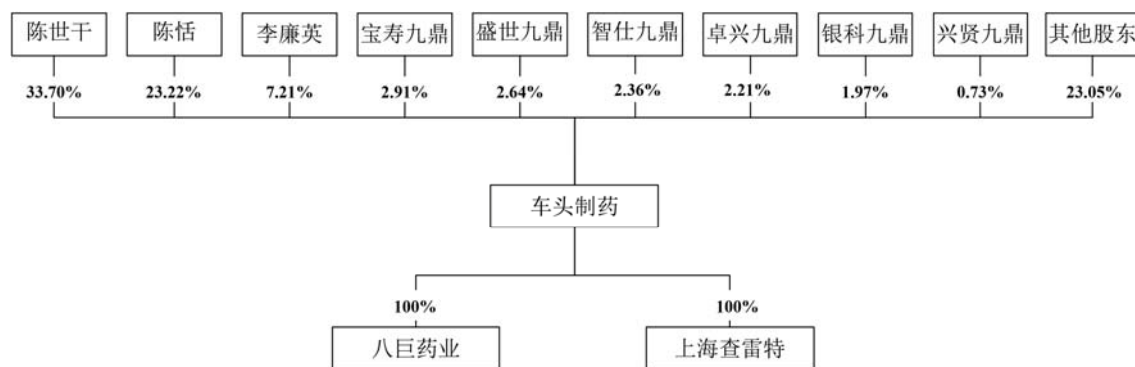 陈世干 陈恬 李廉英 宝寿九鼎 盛世九鼎 智仕九鼎 卓兴九鼎 银科九鼎 兴贤九鼎 其他股东
33.70% 23.22% 7.21% 2.91% 2.64% 2.36% 2.21% 1.97% 0.73% 23.05%
车头制药
100% 100%
八巨药业 上海查雷特